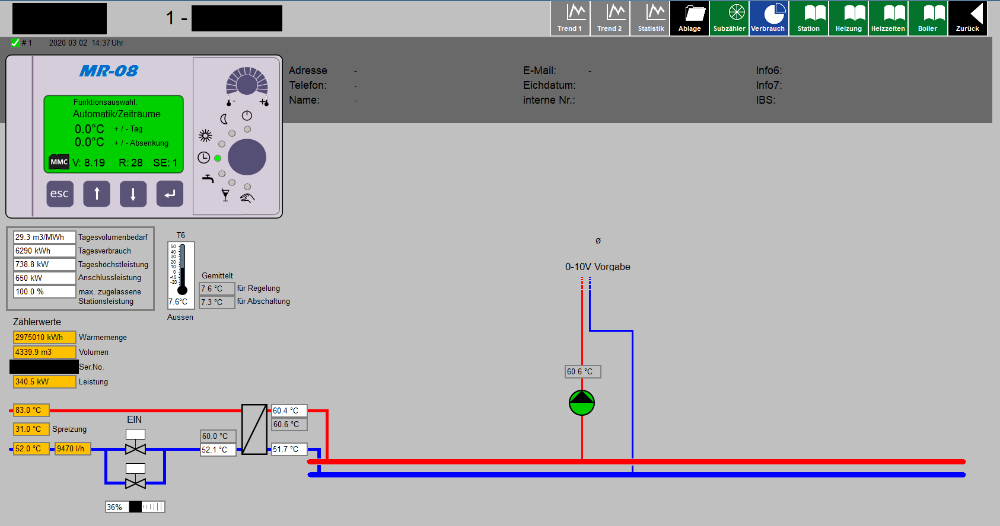 1 -
Trend 1
Trend 2
Statistik
Ablage
Subzähler
Verbrauch
Station
Heizung
Heizzeiten
Boiler
Zurück
# 1 2020 03 02 14:37 Uhr
MR-08
Funktionsauswahl:
Automatik/Zeiträume
0.0°C + / - Tag
0.0°C + / - Absenkung
MMC V: 8.19 R: 28 SE: 1
esc
- +
Adresse -
Telefon: -
Name: -
E-Mail: -
Eichdatum:
interne Nr.:
Info6:
Info7:
IBS:
29.3 m3/MWh Tagesvolumenbedarf
6290 kWh Tagesverbrauch
738.8 kW Tageshöchstleistung
650 kW Anschlussleistung
100.0 % max. zugelassene
Stationsleistung
T6
50
40
30
20
10
0
-10
-20
7.6°C
Aussen
Gemittelt
7.6 °C für Regelung
7.3 °C für Abschaltung
Zählerwerte
2975010 kWh Wärmemenge
4339.9 m3 Volumen
Ser.No.
340.5 kW Leistung
83.0 °C
31.0 °C Spreizung
52.0 °C 9470 l/h
EIN
36%
60.0 °C
52.1 °C
60.4 °C
60.6 °C
51.7 °C
ø
0-10V Vorgabe
60.6 °C